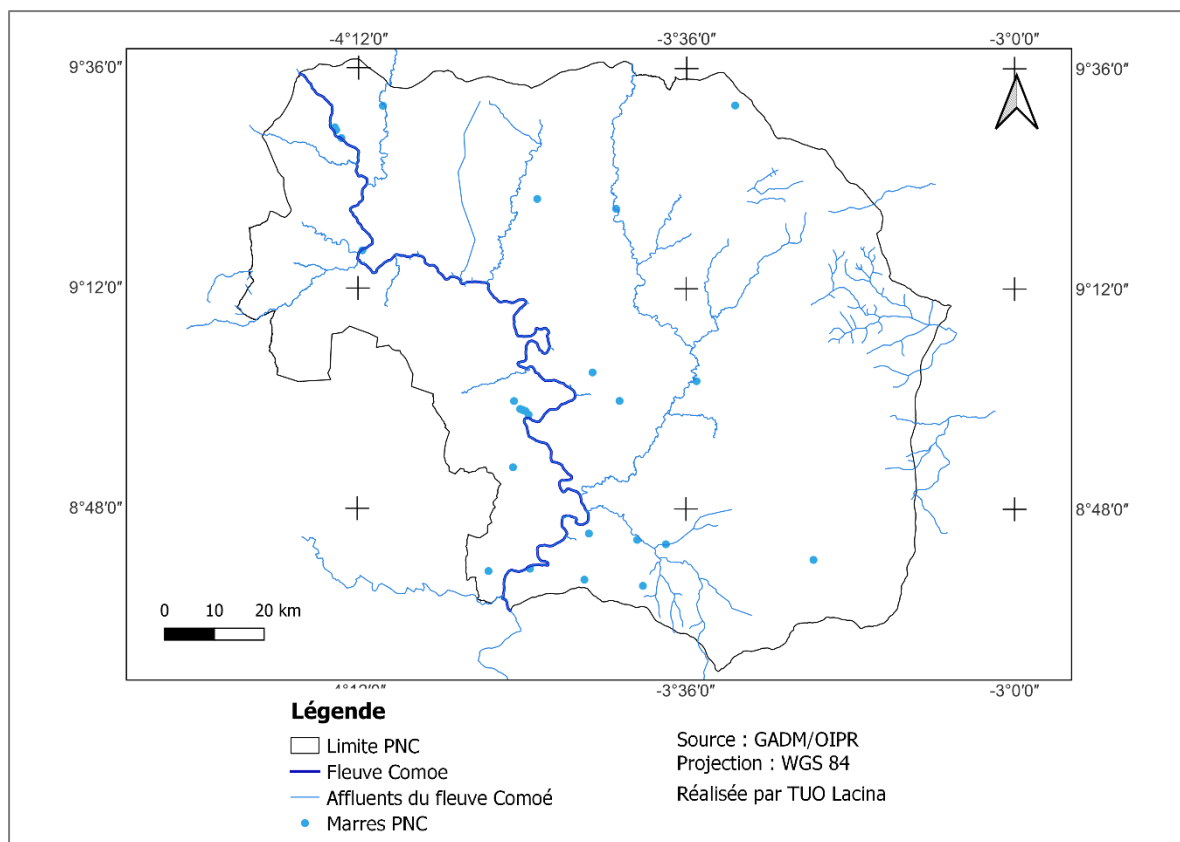 -4°12'0" -3°36'0" -3°0'0"
9°36'0" 9°36'0"
9°12'0" 9°12'0"
8°48'0" 8°48'0"
0 10 20 km
-3°36'0" -3°0'0"
Légende
Limite PNC
Fleuve Comoe
Affluents du fleuve Comoé
Marres PNC
Source : GADM/OIPR
Projection : WGS 84
Réalisée par TUO Lacina